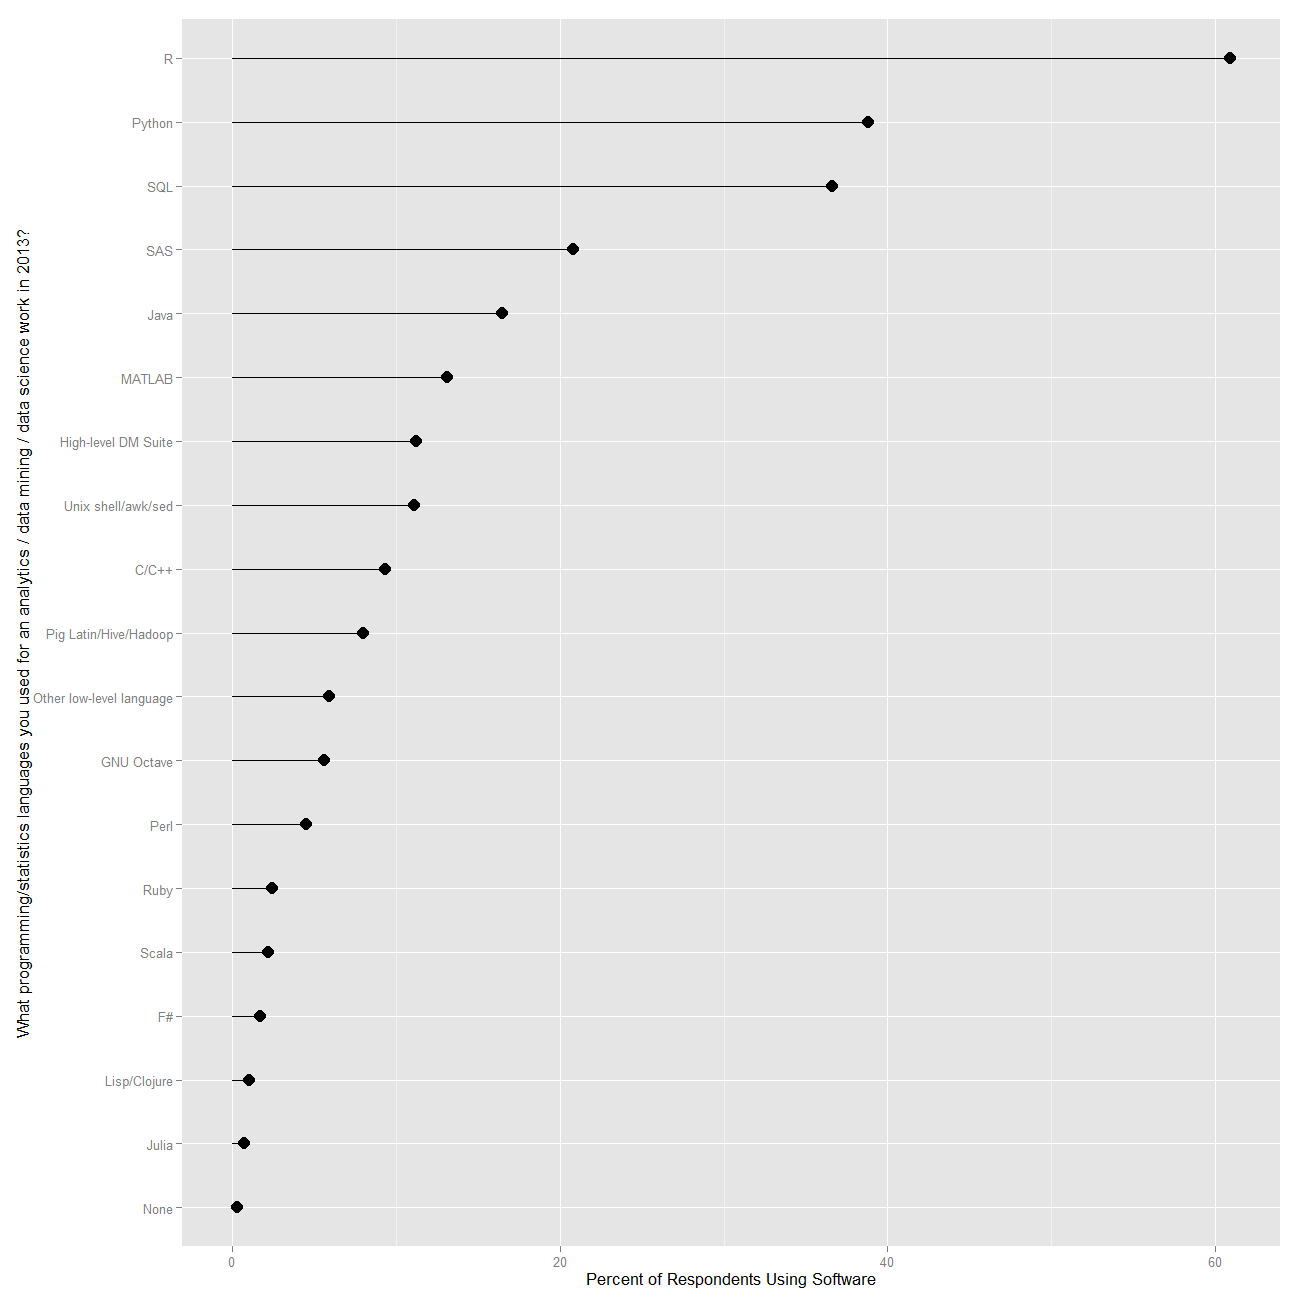 What programming/statistics languages you used for an analytics / data mining / data science work in 2013?
R
Python
SQL
SAS
Java
MATLAB
High-level DM Suite
Unix shell/awk/sed
C/C++
Pig Latin/Hive/Hadoop
Other low-level language
GNU Octave
Perl
Ruby
Scala
F#
Lisp/Clojure
Julia
None
0 20 40 60
Percent of Respondents Using Software